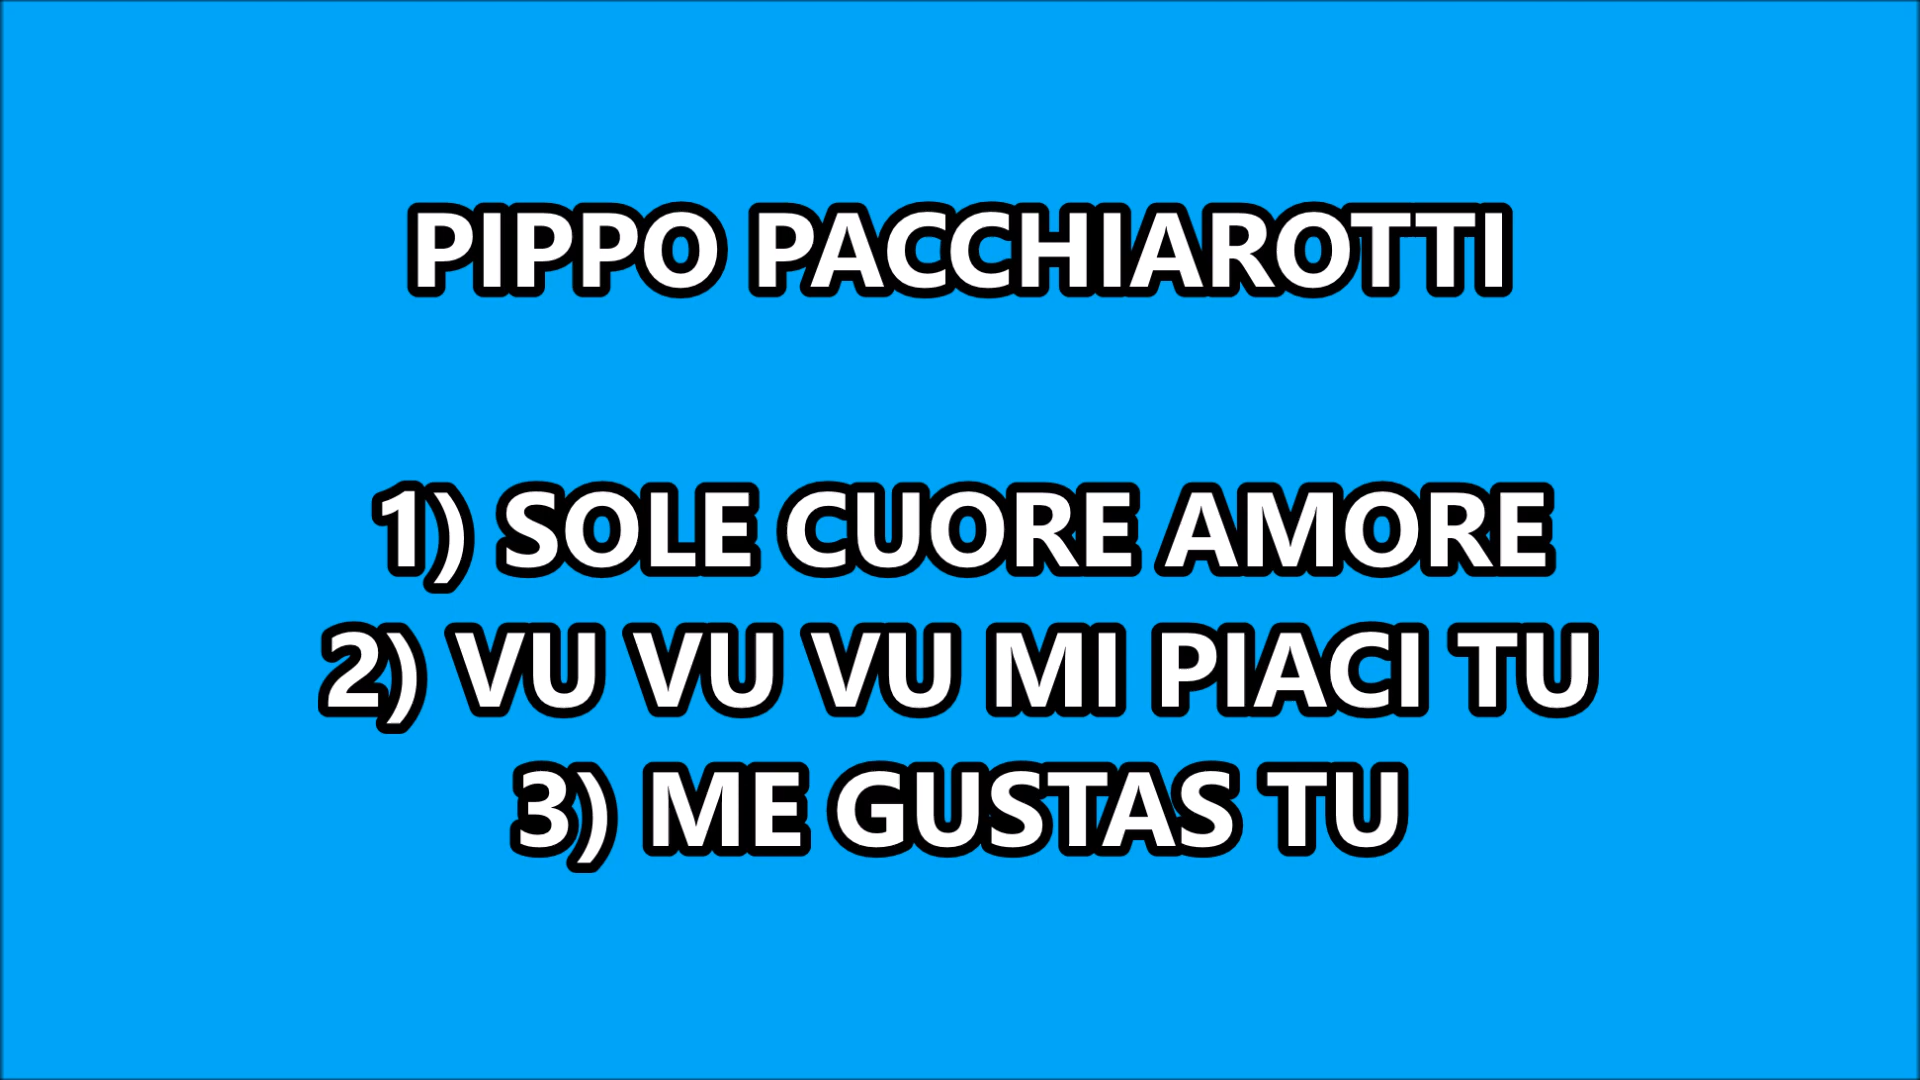 PIPPO PACCHIAROTTI
1) SOLE CUORE AMORE
2) VU VU VU MI PIACI TU
3) ME GUSTAS TU